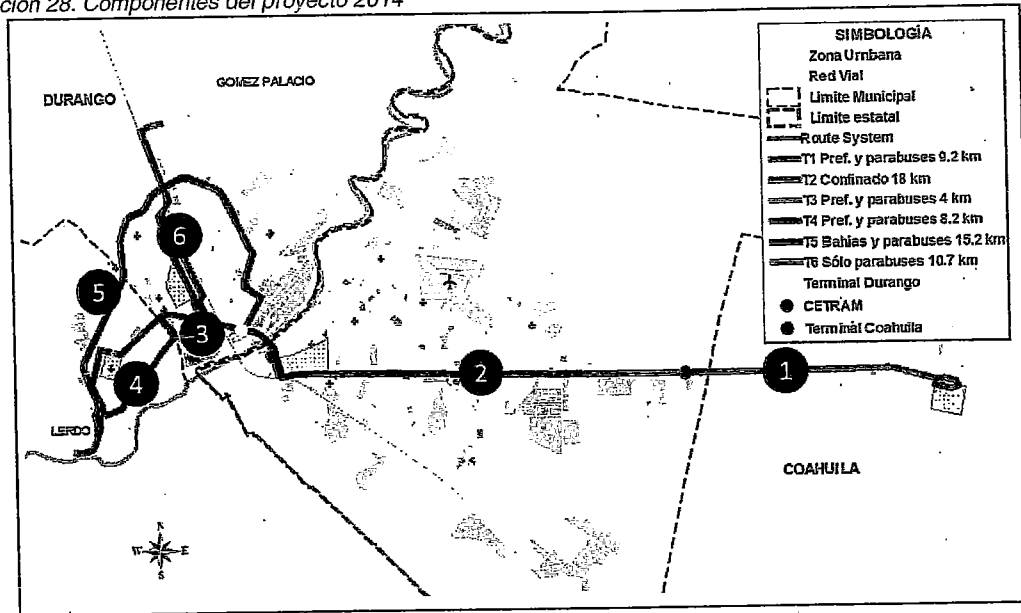 ción 28. Componentes del proyecto 2014
SIMBOLOGÍA
Zona Urnbana
Red Vial
Limite Municipal
Limite estatal
Route System
T1 Pref. y parabuses 9.2 km
T2 Confinado 18 km
T3 Pref. y parabuses 4 km
T4 Pref. y parabuses 8.2 km
T5 Bahias y parabuses 15.2 km
T6 Sólo parabuses 10.7 km
Terminal Durango
CETRAM
Terminal Coahuila
GOMEZ PALACIO
DURANGO
6
5
3
4
2
1
LERDO
COAHUILA
N
W E
S